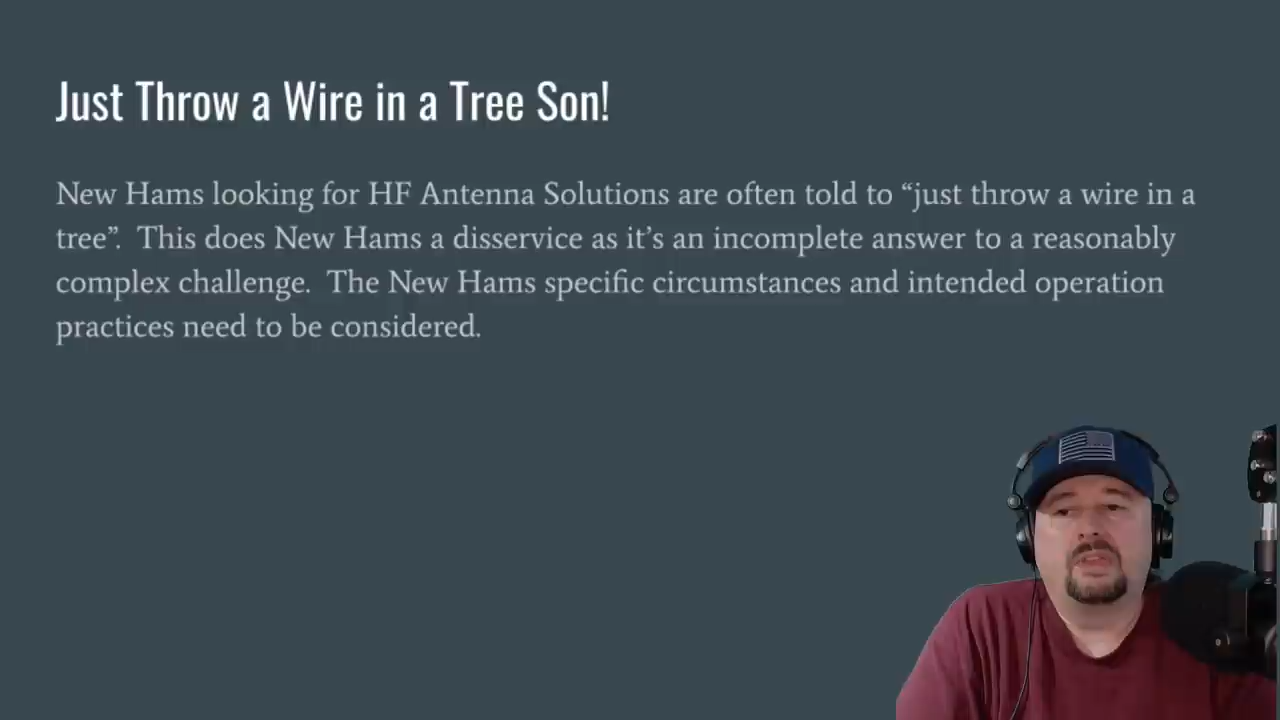 Just Throw a Wire in a Tree Son!
New Hams looking for HF Antenna Solutions are often told to “just throw a wire in a
tree”.  This does New Hams a disservice as it’s an incomplete answer to a reasonably
complex challenge.  The New Hams specific circumstances and intended operation
practices need to be considered.